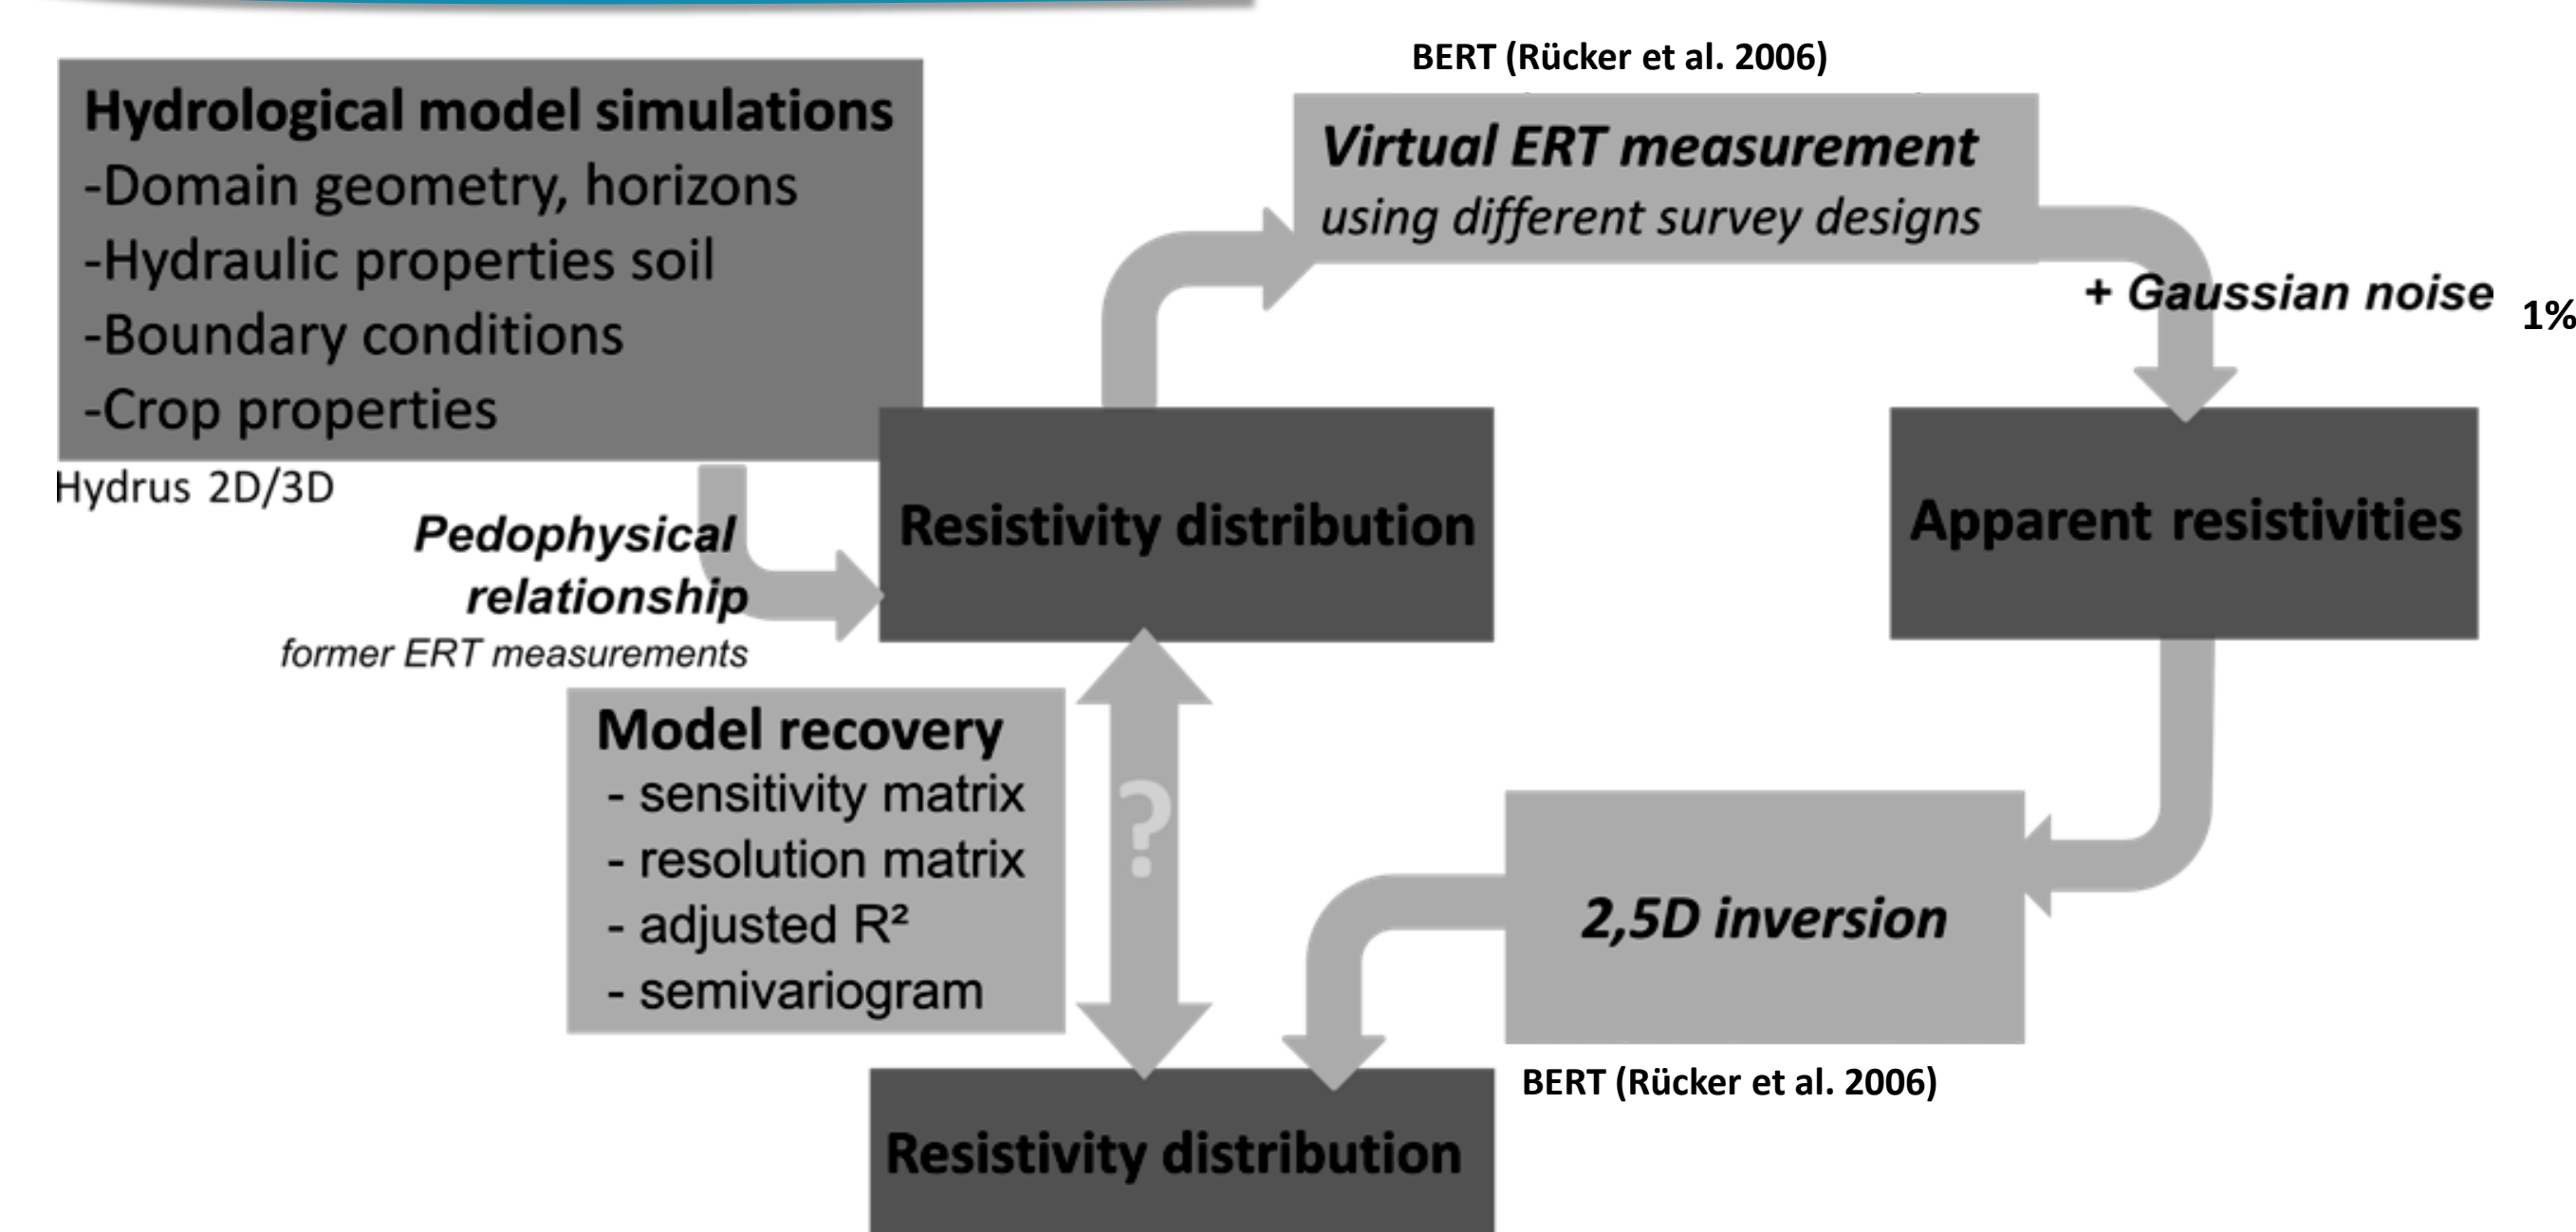 BERT (Rücker et al. 2006)
Hydrological model simulations
-Domain geometry, horizons
-Hydraulic properties soil
-Boundary conditions
-Crop properties
Hydrus 2D/3D
Virtual ERT measurement
using different survey designs
+ Gaussian noise
1%
Pedophysical
relationship
former ERT measurements
Resistivity distribution
Apparent resistivities
Model recovery
- sensitivity matrix
- resolution matrix
- adjusted R²
- semivariogram
?
2,5D inversion
BERT (Rücker et al. 2006)
Resistivity distribution